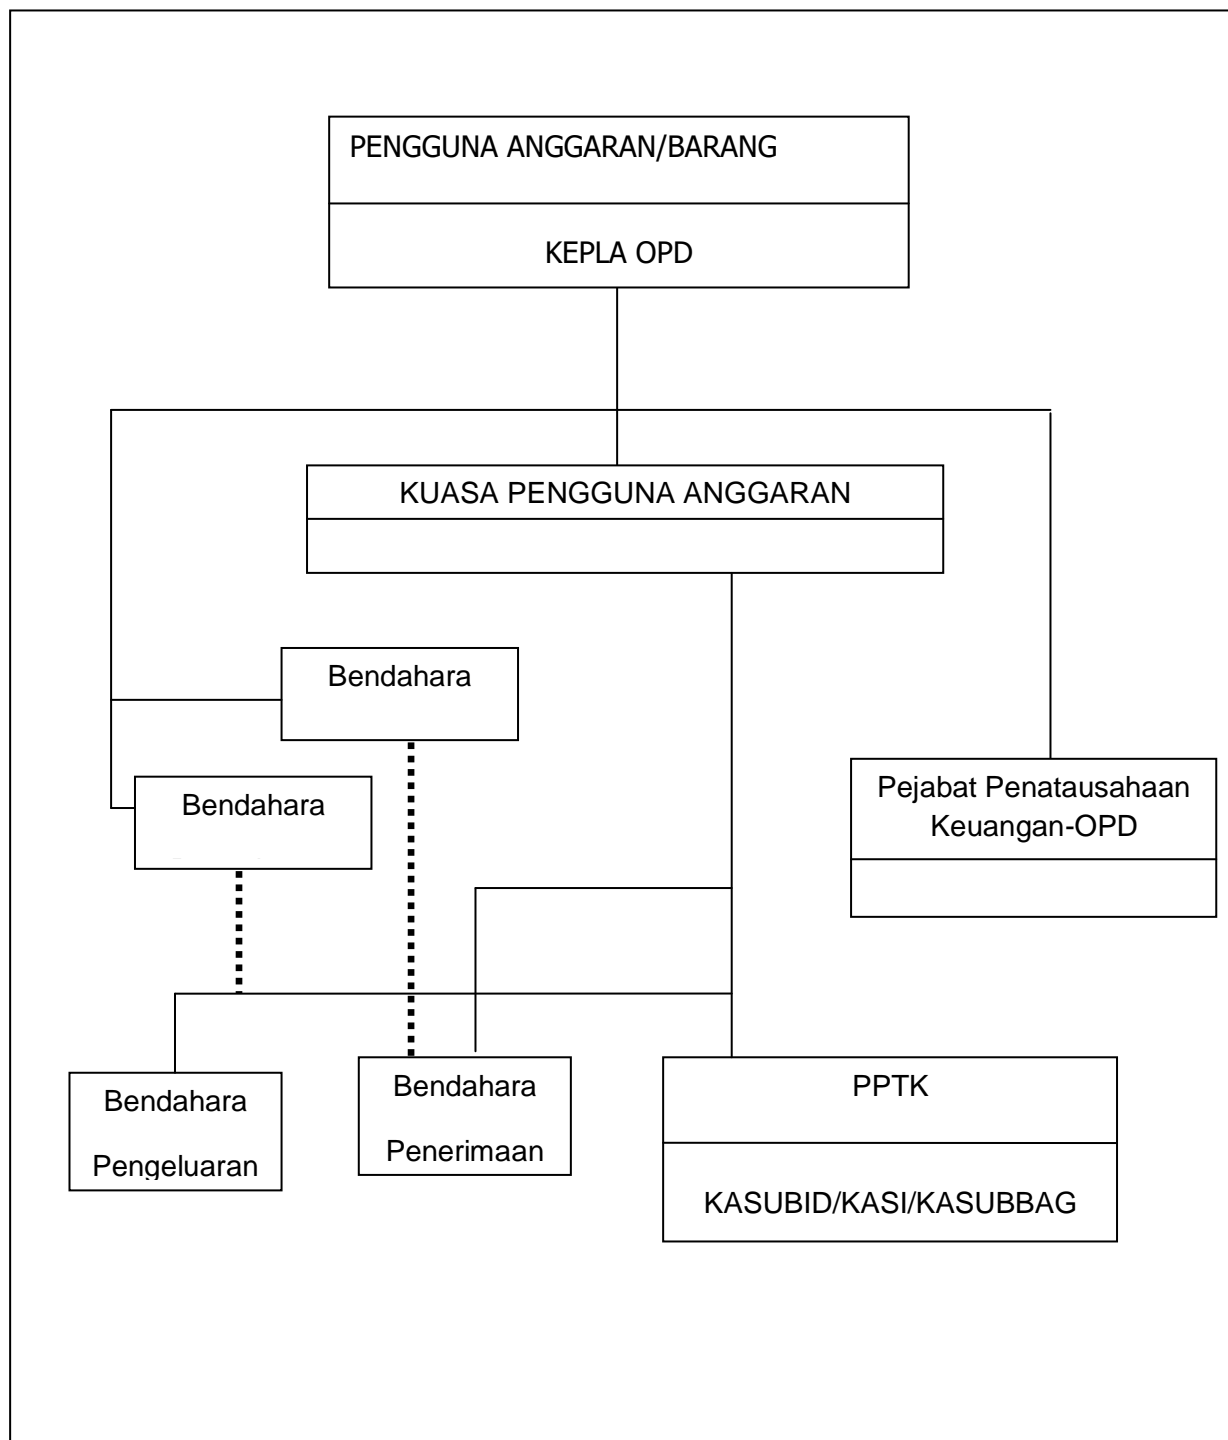 PENGGUNA ANGGARAN/BARANG
KEPLA OPD
KUASA PENGGUNA ANGGARAN
Bendahara
Bendahara
Pejabat Penatausahaan
Keuangan-OPD
Bendahara
Pengeluaran
Bendahara
Penerimaan
PPTK
KASUBID/KASI/KASUBBAG